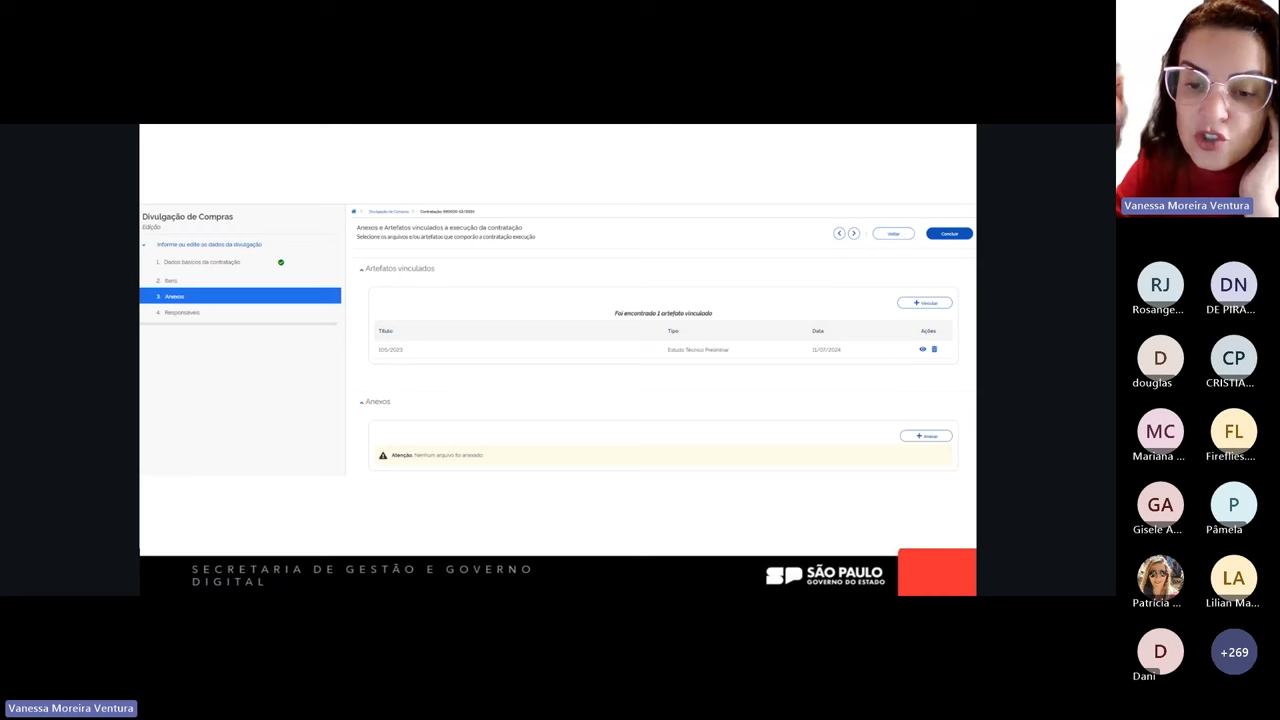 Divulgação de Compras
Edição
Informe ou edite os dados da divulgação
1. Dados básicos da contratação
2. Itens
3. Anexos
4. Responsáveis
Divulgação de Compras
Anexos e Artefatos vinculados a execução da contratação
Selecione os arquivos e/ou artefatos que comporão a contratação execução
Voltar
Concluir
Artefatos vinculados
+ Vincular
Foi encontrado 1 artefato vinculado
Título Tipo Data Ações
105/2023 Estudo Técnico Preliminar 11/07/2024
Anexos
+ Anexar
Atenção. Nenhum arquivo foi anexado.
SECRETARIA DE GESTÃO E GOVERNO
DIGITAL
SP SÃO PAULO
GOVERNO DO ESTADO
Vanessa Moreira Ventura
RJ DN
Rosange... DE PIRA...
D CP
douglas CRISTIA...
MC FL
Mariana ... Fireflies....
GA P
Gisele A... Pâmela
LA
Patrícia ... Lilian Ma...
D +269
Dani
Vanessa Moreira Ventura